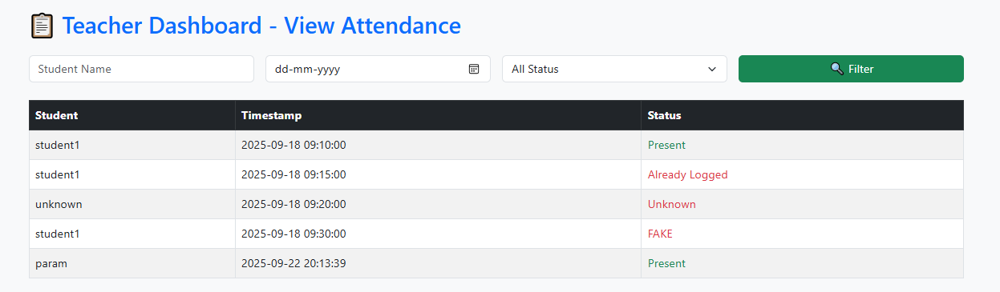 Teacher Dashboard - View Attendance
Student Name dd-mm-yyyy All Status Filter
Student Timestamp Status
student1 2025-09-18 09:10:00 Present
student1 2025-09-18 09:15:00 Already Logged
unknown 2025-09-18 09:20:00 Unknown
student1 2025-09-18 09:30:00 FAKE
param 2025-09-22 20:13:39 Present